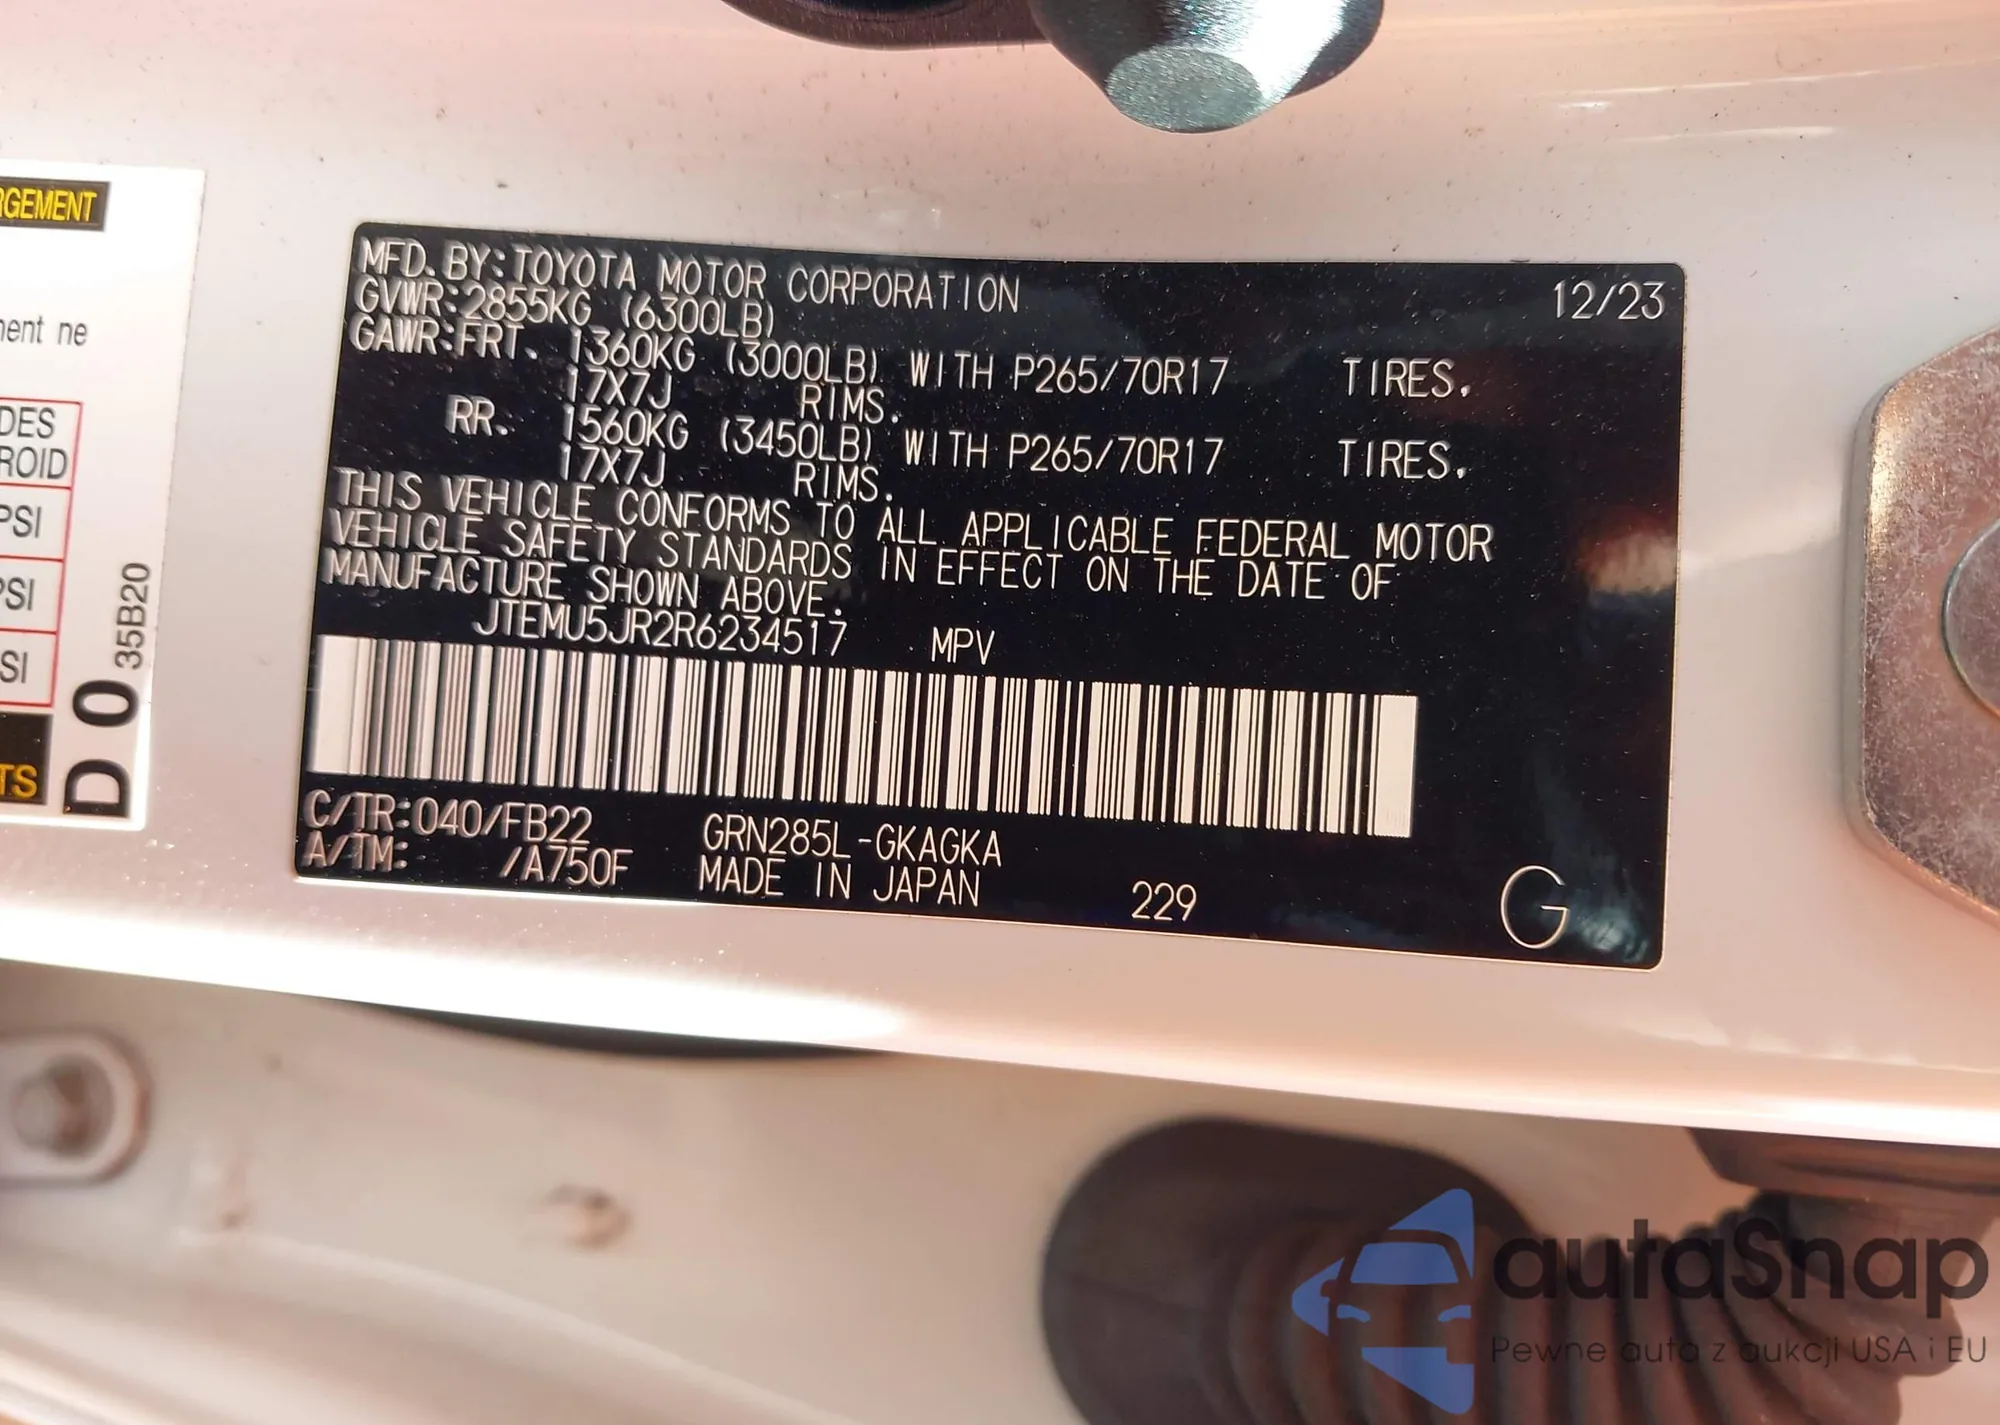 RGEMENT
ment ne
DES
ROID
PSI
PSI
SI
TS
D 0 35B20
MFD. BY:TOYOTA MOTOR CORPORATION 12/23
GVWR:2855KG (6300LB)
GAWR:FRT. 1360KG (3000LB) WITH P265/70R17 TIRES.
17X7J RIMS.
RR. 1560KG (3450LB) WITH P265/70R17 TIRES.
17X7J RIMS.
THIS VEHICLE CONFORMS TO ALL APPLICABLE FEDERAL MOTOR
VEHICLE SAFETY STANDARDS IN EFFECT ON THE DATE OF
MANUFACTURE SHOWN ABOVE.
JTEMU5JR2R6234517 MPV
C/TR:040/FB22 GRN285L-GKAGKA
A/TM: /A750F MADE IN JAPAN 229 G
autaSnap
Pewne auta z aukcji USA i EU